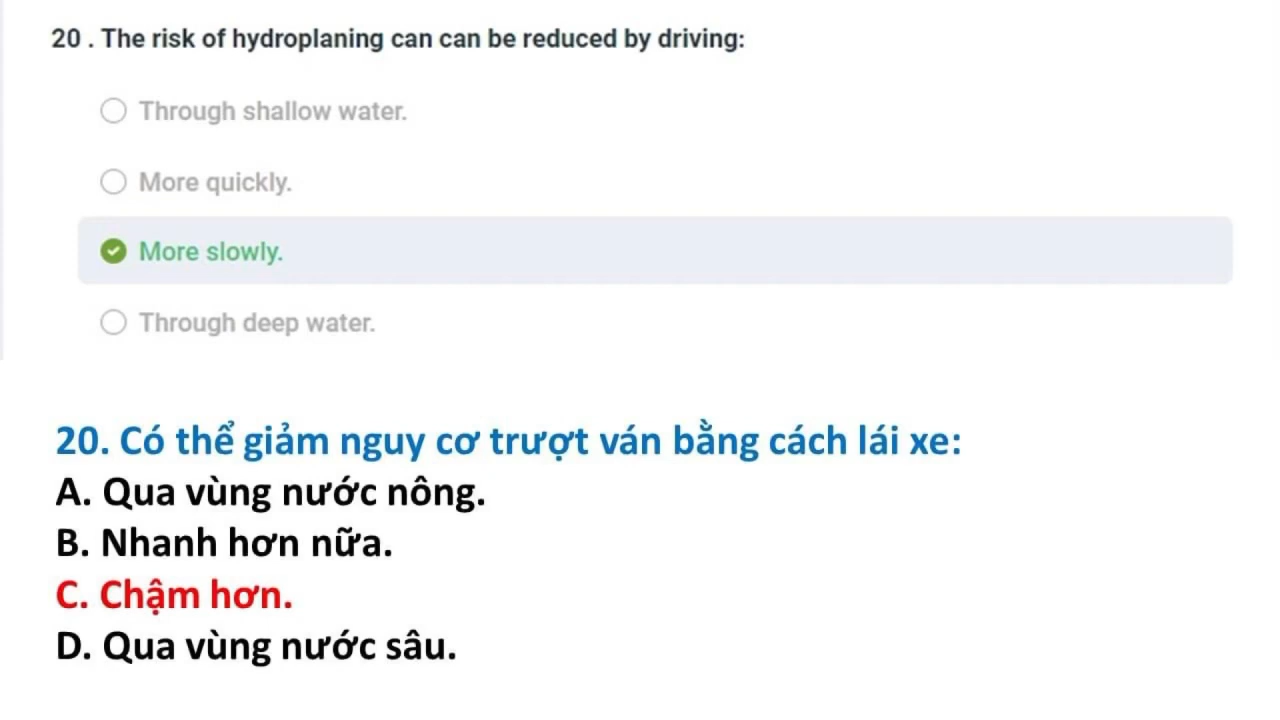 20 . The risk of hydroplaning can can be reduced by driving:
Through shallow water.
More quickly.
More slowly.
Through deep water.
20. Có thể giảm nguy cơ trượt ván bằng cách lái xe:
A. Qua vùng nước nông.
B. Nhanh hơn nữa.
C. Chậm hơn.
D. Qua vùng nước sâu.